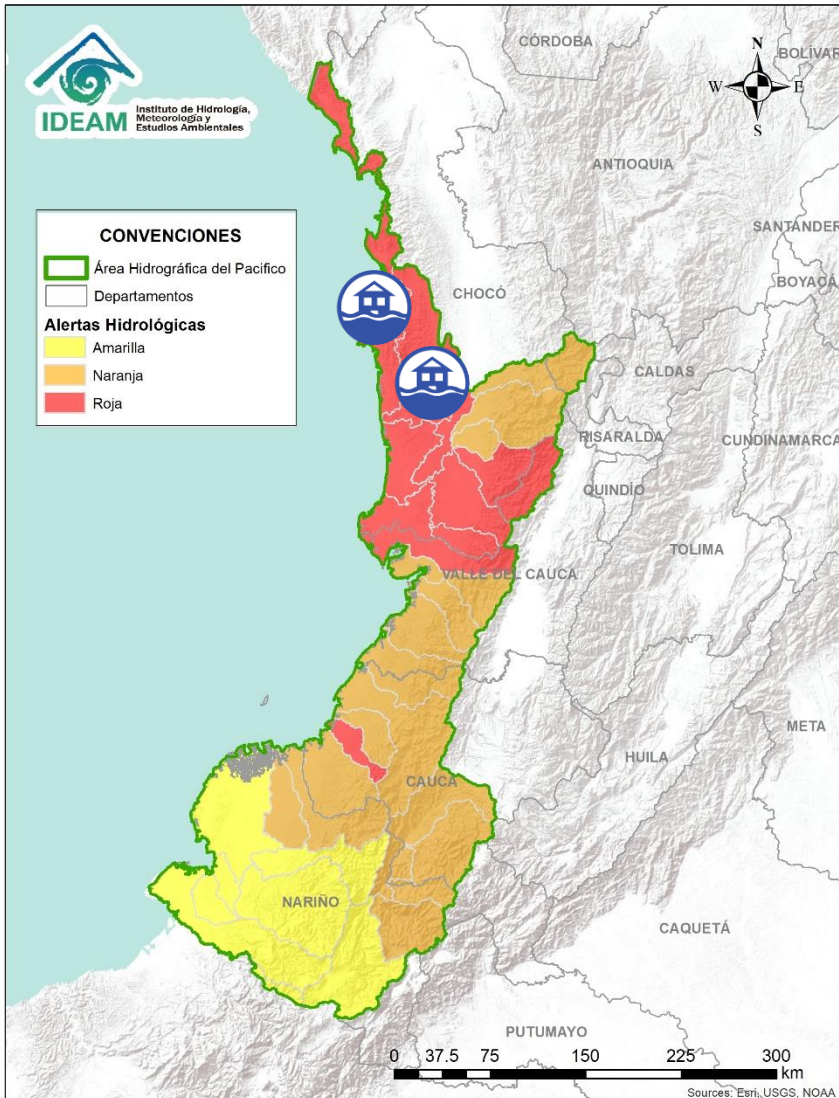 IDEAM
Instituto de Hidrología,
Meteorología y
Estudios Ambientales
CÓRDOBA
BOLÍVAR
N
W
E
S
ANTIOQUIA
SANTANDER
BOYACÁ
CONVENCIONES
Área Hidrográfica del Pacifico
Departamentos
Alertas Hidrológicas
Amarilla
Naranja
Roja
CHOCÓ
CALDAS
RISARALDA
CUNDINAMARCA
QUINDÍO
TOLIMA
VALLE DEL CAUCA
META
HUILA
CAUCA
NARIÑO
CAQUETÁ
PUTUMAYO
0 37.5 75 150 225 300
km
Sources: Esri, USGS, NOAA